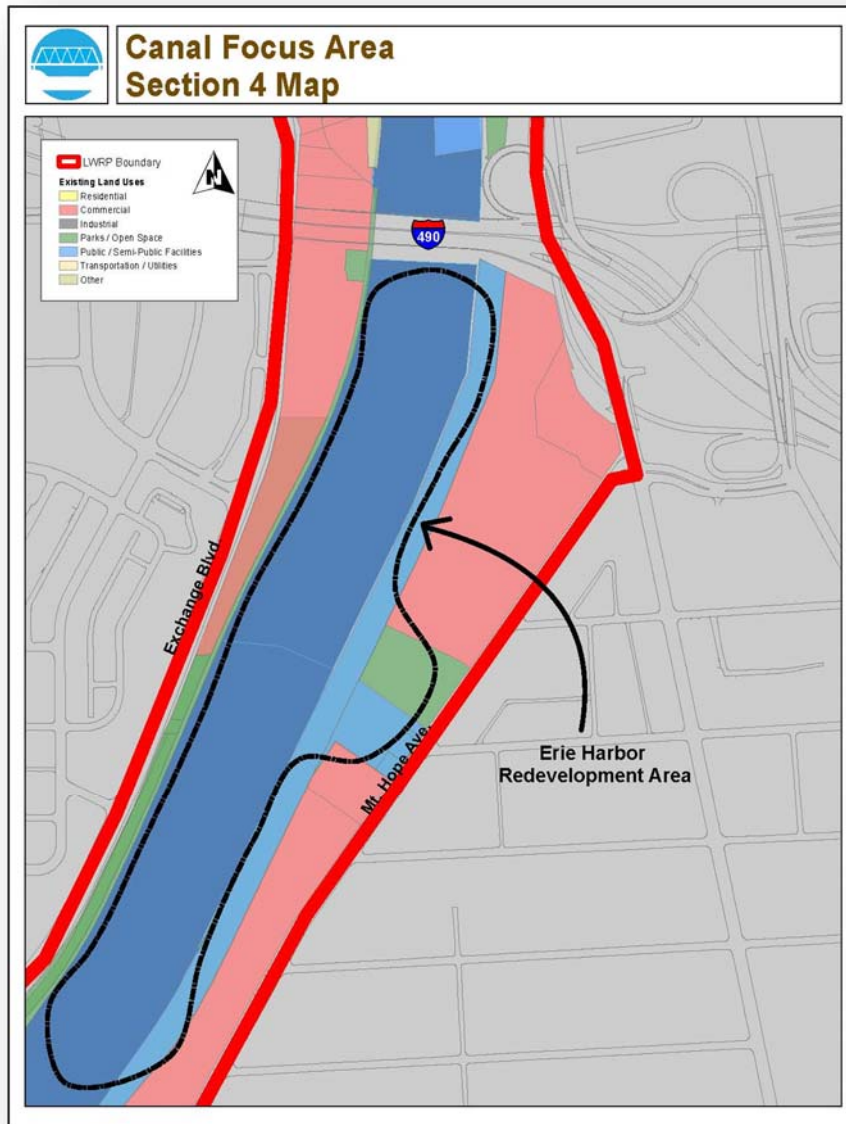 Canal Focus Area
Section 4 Map
LWRP Boundary
N
Existing Land Uses
Residential
Commercial
Industrial
Parks / Open Space
Public / Semi-Public Facilities
Transportation / Utilities
Other
490
Exchange Blvd.
Mt. Hope Ave.
Erie Harbor
Redevelopment Area